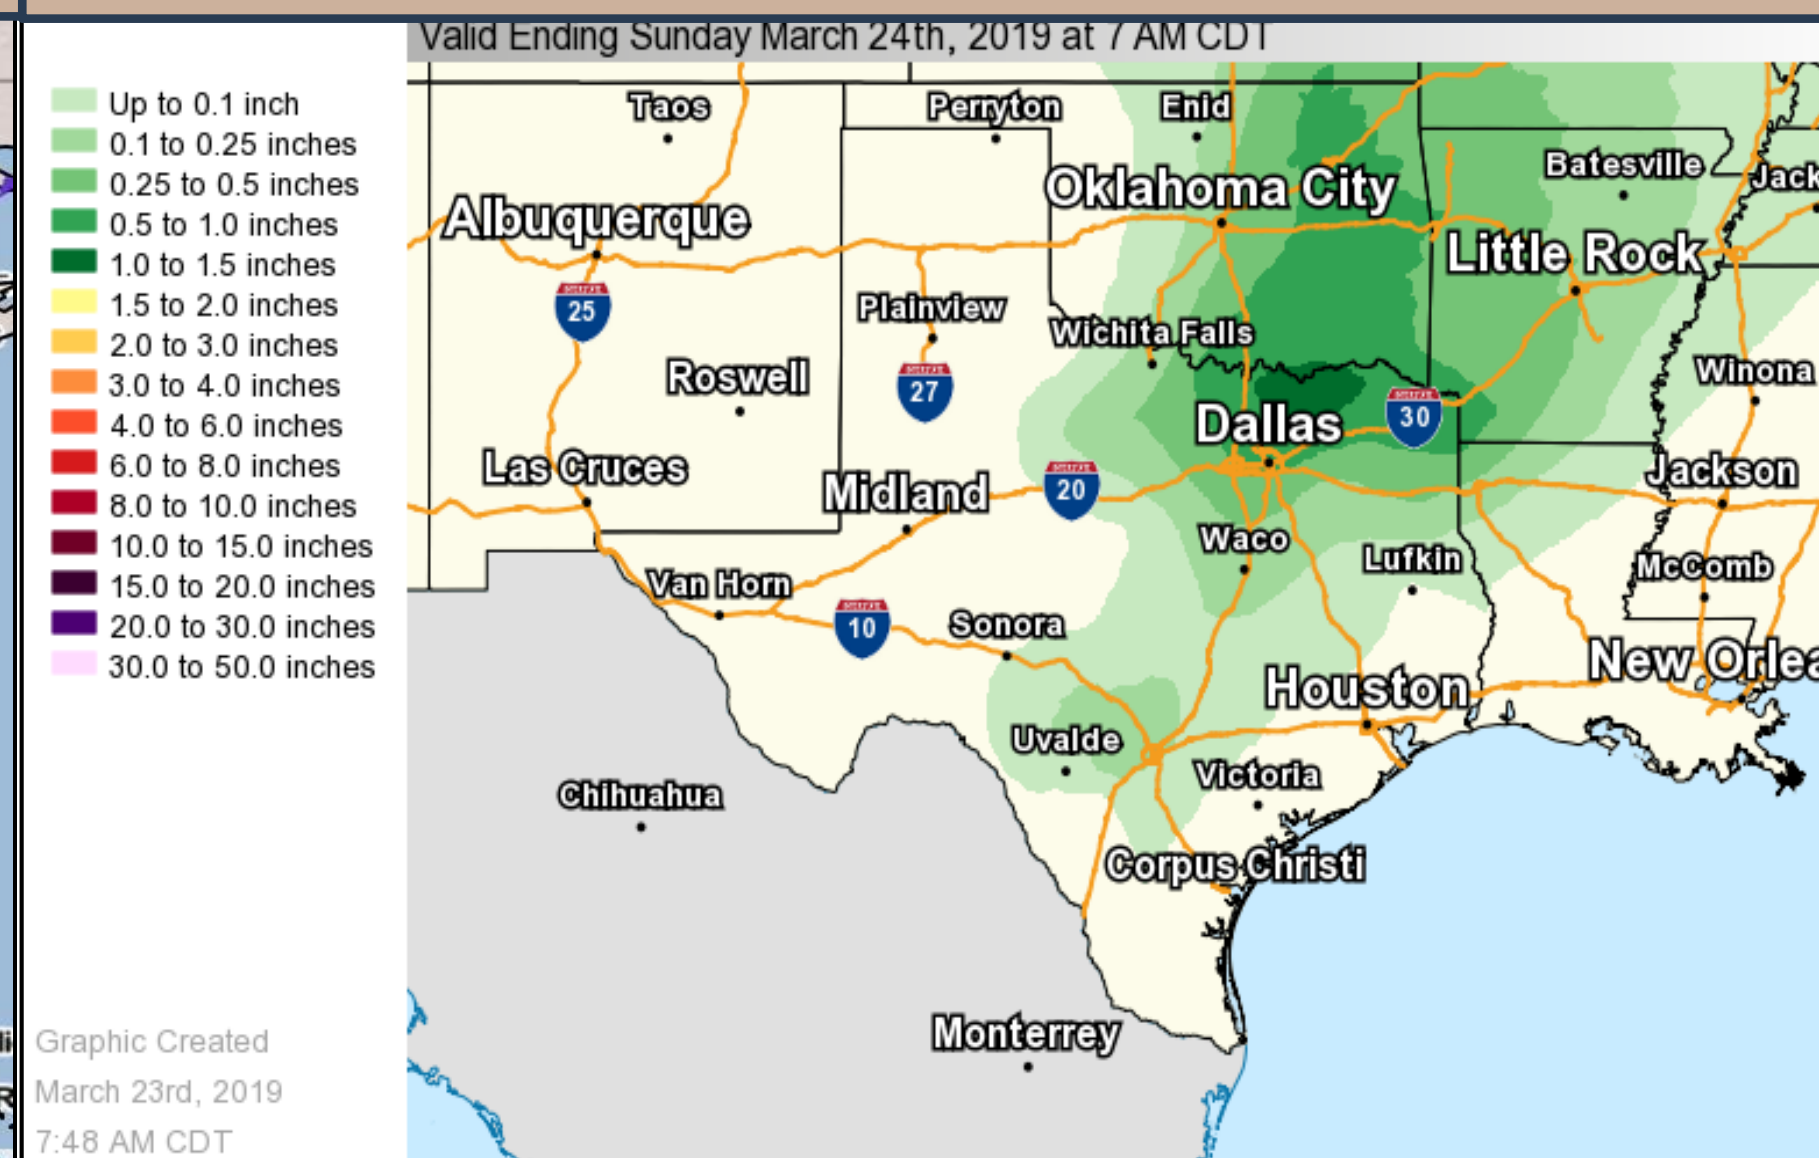 Valid Ending Sunday March 24th, 2019 at 7 AM CDT
Up to 0.1 inch
0.1 to 0.25 inches
0.25 to 0.5 inches
0.5 to 1.0 inches
1.0 to 1.5 inches
1.5 to 2.0 inches
2.0 to 3.0 inches
3.0 to 4.0 inches
4.0 to 6.0 inches
6.0 to 8.0 inches
8.0 to 10.0 inches
10.0 to 15.0 inches
15.0 to 20.0 inches
20.0 to 30.0 inches
30.0 to 50.0 inches
Graphic Created
March 23rd, 2019
7:48 AM CDT
Taos
Perryton
Enid
Batesville
Jack
Oklahoma City
Albuquerque
Little Rock
25
Plainview
Wichita Falls
Roswell
27
Winona
30
Dallas
Las Cruces
Midland
20
Jackson
Waco
Lufkin
McComb
Van Horn
10
Sonora
New Orlea
Houston
Uvalde
Victoria
Chihuahua
Corpus Christi
Monterrey